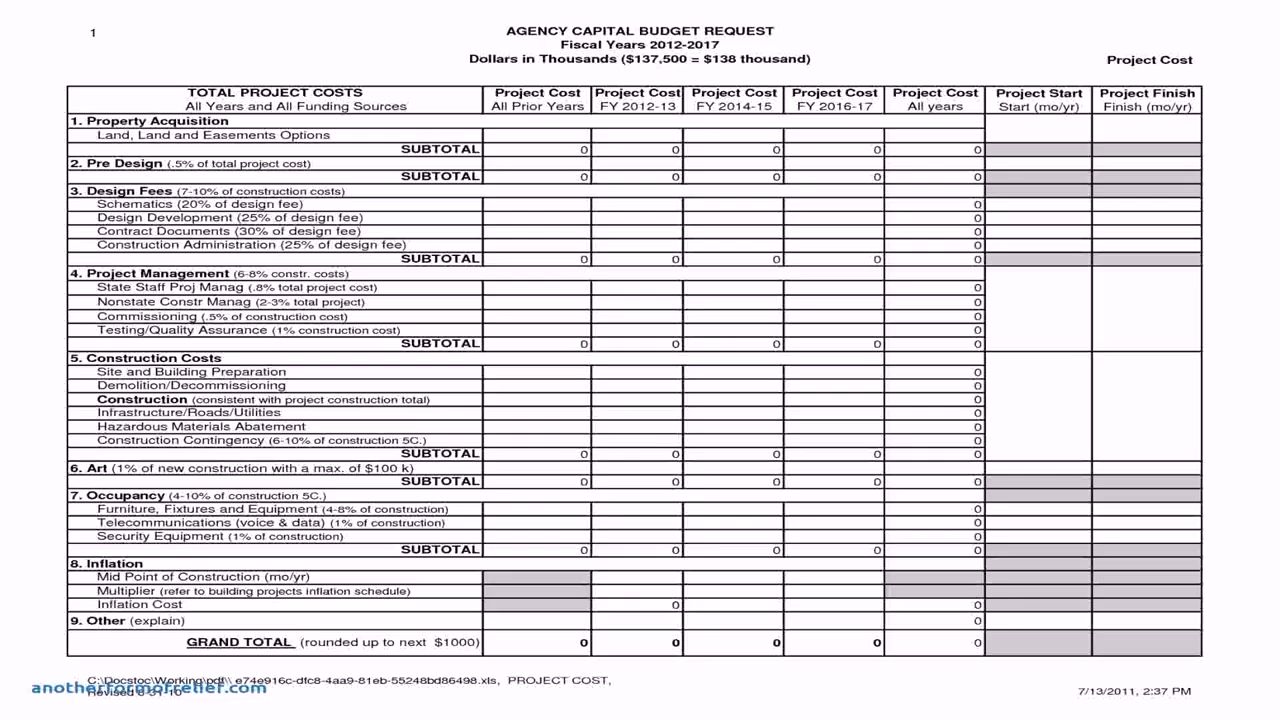 1
AGENCY CAPITAL BUDGET REQUEST
Fiscal Years 2012-2017
Dollars in Thousands ($137,500 = $138 thousand)
Project Cost
TOTAL PROJECT COSTS Project Cost Project Cost Project Cost Project Cost Project Cost Project Start Project Finish
All Years and All Funding Sources All Prior Years FY 2012-13 FY 2014-15 FY 2016-17 All years Start (mo/yr) Finish (mo/yr)
1. Property Acquisition
Land, Land and Easements Options
SUBTOTAL 0 0 0 0 0
2. Pre Design (.5% of total project cost)
SUBTOTAL 0 0 0 0 0
3. Design Fees (7-10% of construction costs)
Schematics (20% of design fee) 0
Design Development (25% of design fee) 0
Contract Documents (30% of design fee) 0
Construction Administration (25% of design fee) 0
SUBTOTAL 0 0 0 0 0
4. Project Management (6-8% constr. costs)
State Staff Proj Manag (.8% total project cost) 0
Nonstate Constr Manag (2-3% total project) 0
Commissioning (.5% of construction cost) 0
Testing/Quality Assurance (1% construction cost) 0
SUBTOTAL 0 0 0 0 0
5. Construction Costs
Site and Building Preparation 0
Demolition/Decommissioning 0
Construction (consistent with project construction total) 0
Infrastructure/Roads/Utilities 0
Hazardous Materials Abatement 0
Construction Contingency (6-10% of construction 5C.) 0
SUBTOTAL 0 0 0 0 0
6. Art (1% of new construction with a max. of $100 k)
SUBTOTAL 0 0 0 0 0
7. Occupancy (4-10% of construction 5C.)
Furniture, Fixtures and Equipment (4-8% of construction) 0
Telecommunications (voice & data) (1% of construction) 0
Security Equipment (1% of construction) 0
SUBTOTAL 0 0 0 0 0
8. Inflation
Mid Point of Construction (mo/yr)
Multiplier (refer to building projects inflation schedule)
Inflation Cost 0 0
9. Other (explain) 0
GRAND TOTAL (rounded up to next $1000) 0 0 0 0 0
C:\Docstoc\Working\pdf\\ e74e916c-dfc8-4aa9-81eb-55248bd86498.xls, PROJECT COST,
anotherformofrelief.com
Revised
7/13/2011, 2:37 PM